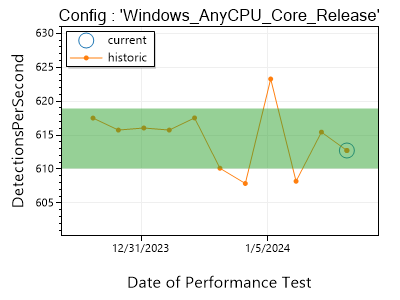 Config : 'Windows_AnyCPU_Core_Release'
current
historic
630
625
620
615
610
605
DetectionsPerSecond
12/31/2023
1/5/2024
Date of Performance Test